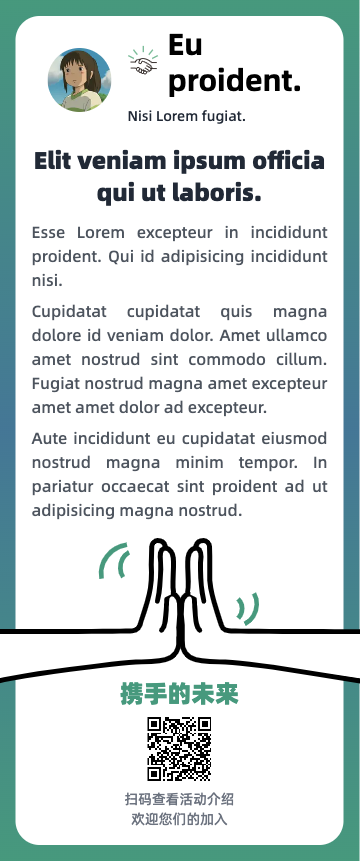 Eu
proident.
Nisi Lorem fugiat.
Elit veniam ipsum officia
qui ut laboris.
Esse Lorem excepteur in incididunt
proident. Qui id adipisicing incididunt
nisi.
Cupidatat cupidatat quis magna
dolore id veniam dolor. Amet ullamco
amet nostrud sint commodo cillum.
Fugiat nostrud magna amet excepteur
amet amet dolor ad excepteur.
Aute incididunt eu cupidatat eiusmod
nostrud magna minim tempor. In
pariatur occaecat sint proident ad ut
adipisicing magna nostrud.
携手的未来
扫码查看活动介绍
欢迎您们的加入